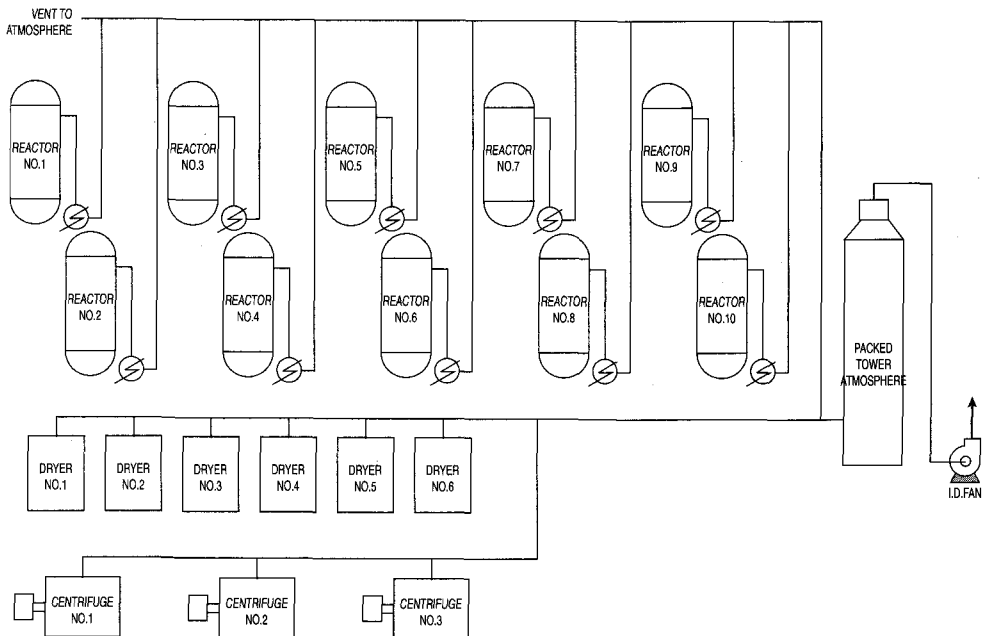 VENT TO
ATMOSPHERE
REACTOR
NO.1
REACTOR
NO.3
REACTOR
NO.5
REACTOR
NO.7
REACTOR
NO.9
REACTOR
NO.2
REACTOR
NO.4
REACTOR
NO.6
REACTOR
NO.8
REACTOR
NO.10
PACKED
TOWER
ATMOSPHERE
DRYER
NO.1
DRYER
NO.2
DRYER
NO.3
DRYER
NO.4
DRYER
NO.5
DRYER
NO.6
I.D.FAN
CENTRIFUGE
NO.1
CENTRIFUGE
NO.2
CENTRIFUGE
NO.3